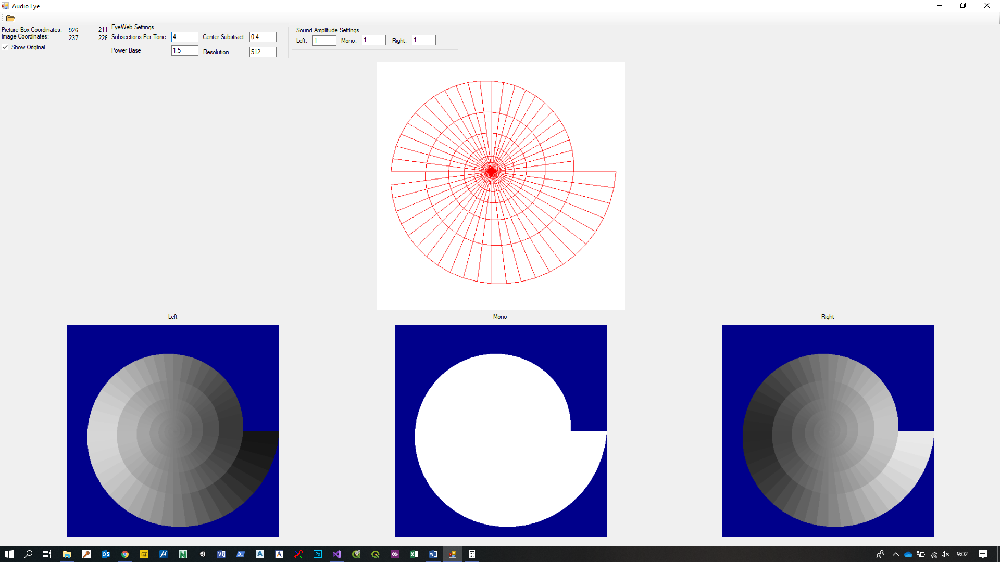 Audio Eye
Picture Box Coordinates: 926 211
Image Coordinates: 237 226
Show Original
EyeWeb Settings
Subsections Per Tone 4 Center Substract 0.4
Power Base 1.5 Resolution 512
Sound Amplitude Settings
Left: 1 Mono: 1 Right: 1
Left
Mono
Right
9:02